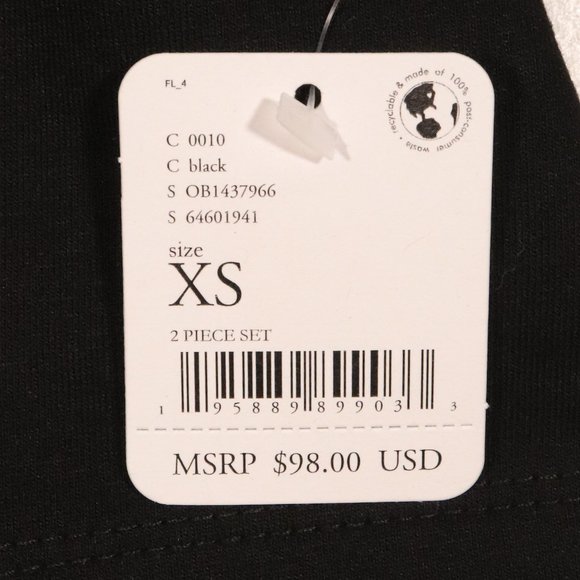 FL_4
recyclable & made of 100% post-consumer waste •
C 0010
C black
S OB1437966
S 64601941
size
XS
2 PIECE SET
1 95889 89903 3
MSRP $98.00 USD